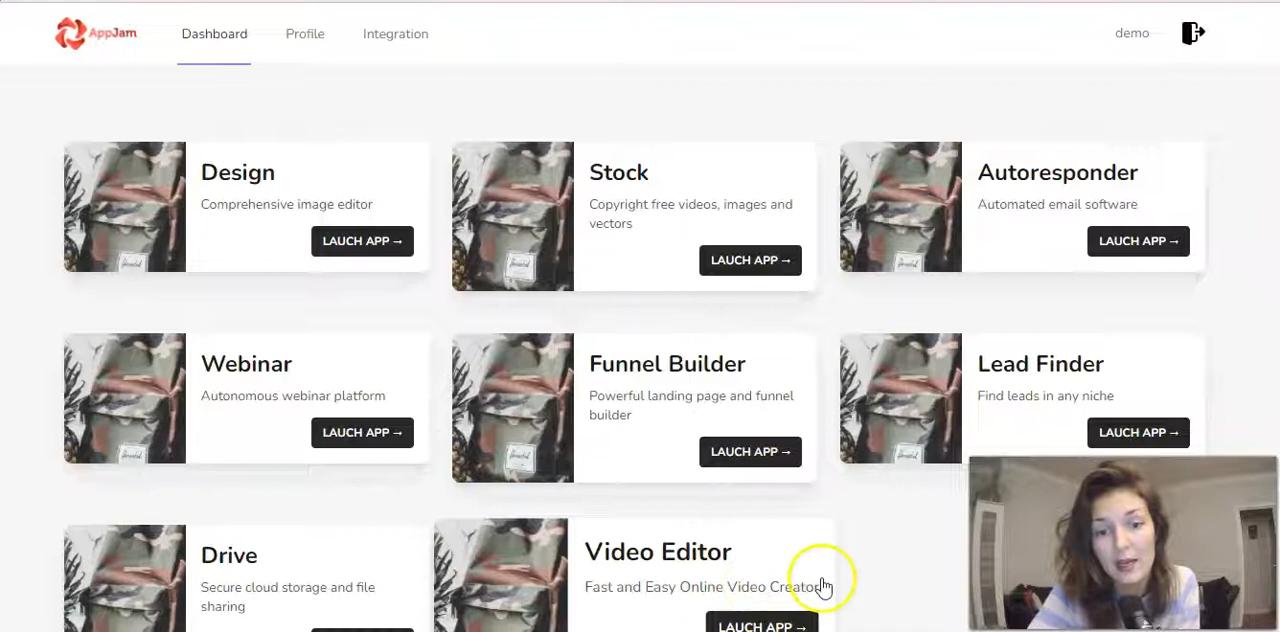 AppJam
Dashboard
Profile
Integration
demo
Design
Comprehensive image editor
LAUCH APP →
Stock
Copyright free videos, images and
vectors
LAUCH APP →
Autoresponder
Automated email software
LAUCH APP →
Webinar
Autonomous webinar platform
LAUCH APP →
Funnel Builder
Powerful landing page and funnel
builder
LAUCH APP →
Lead Finder
Find leads in any niche
LAUCH APP →
Drive
Secure cloud storage and file
sharing
Video Editor
Fast and Easy Online Video Creator
LAUCH APP →